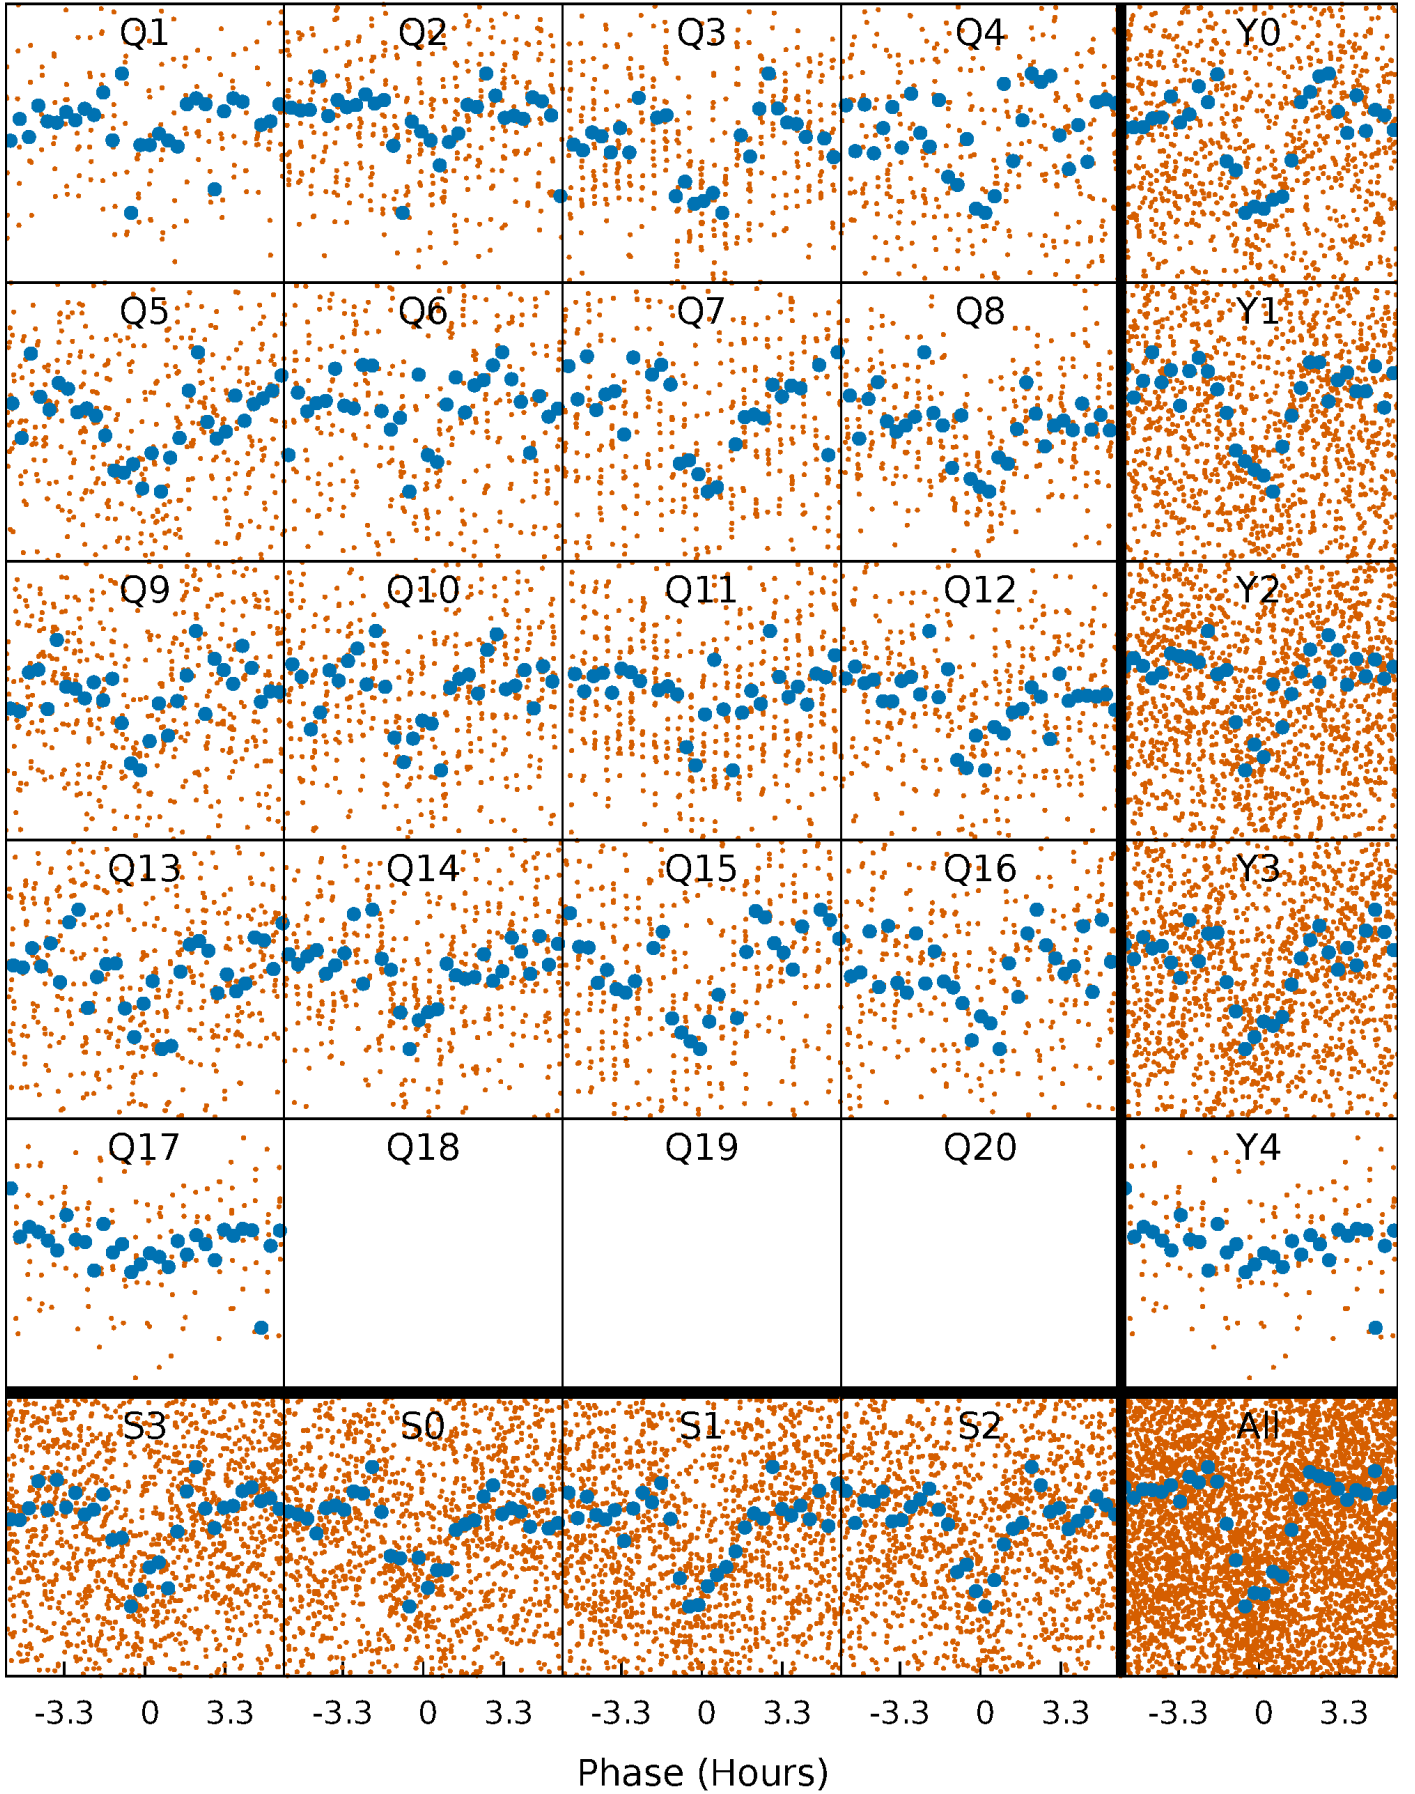 Q1 Q2 Q3 Q4 Y0
Q5 Q6 Q7 Q8 Y1
Q9 Q10 Q11 Q12 Y2
Q13 Q14 Q15 Q16 Y3
Q17 Q18 Q19 Q20 Y4
S3 S0 S1 S2 All
-3.3 0 3.3 -3.3 0 3.3 -3.3 0 3.3 -3.3 0 3.3 -3.3 0 3.3
Phase (Hours)